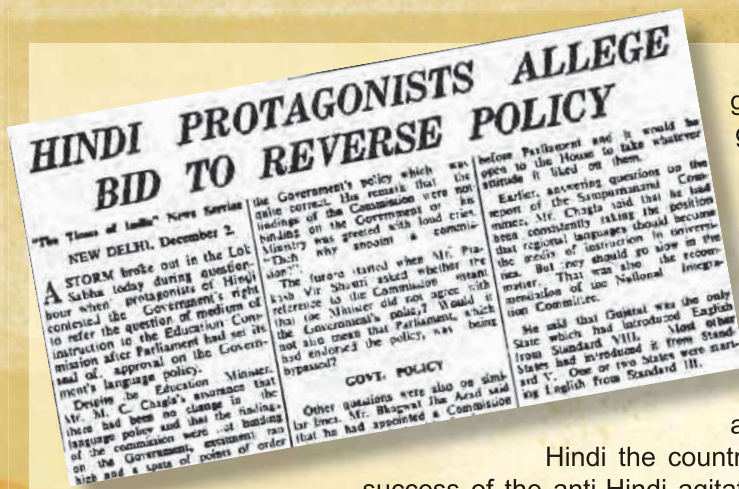 HINDI PROTAGONISTS ALLEGE
BID TO REVERSE POLICY
"The Times of India" News Service
NEW DELHI, December 2.
A STORM broke out in the Lok
Sabha today during question-
hour when protagonists of Hindi
contested the Government's right
to refer the question of medium of
instruction to the Education Com-
mission after Parliament had set its
seal of approval on the Govern-
ment's language policy.
Despite the Education Minister,
Mr. M. C. Chagla's assurance that
there had been no change in the
language policy and that the findings
of the commission were not binding
on the Government, excitement ran
high and a spate of points of order
the Government's policy which was
quite correct. His remark that the
findings of the Commission were not
binding on the Government or his
Ministry was greeted with loud cries
"Then why appoint a commis-
sion?"
The furore started when Mr. Pra-
kash Vir Shastri asked whether the
reference to the Commission meant
that the Minister did not agree with
the Government's policy? Would it
not also mean that Parliament, which
had endorsed the policy, was being
bypassed?
GOVT. POLICY
Other questions were also on simi-
lar lines. Mr. Bhagwat Jha Azad said
that he had appointed a Commission
before Parliament and it would be
open to the House to take whatever
attitude it liked on them.
Earlier, answering questions on the
report of the Sampurnanand Com-
mittee, Mr. Chagla said that he had
been consistently taking the position
that regional languages should become
the media of instruction in universi-
ties. But they should go slow in the
matter. That was also the recom-
mendation of the National Integra-
tion Committee.
He said that Gujarat was the only
State which had introduced English
from Standard VIII. Most other
States had introduced it from Stand-
ard V. One or two States were start-
ing English from Standard III.
Hindi the countr
success of the anti-Hindi agitat